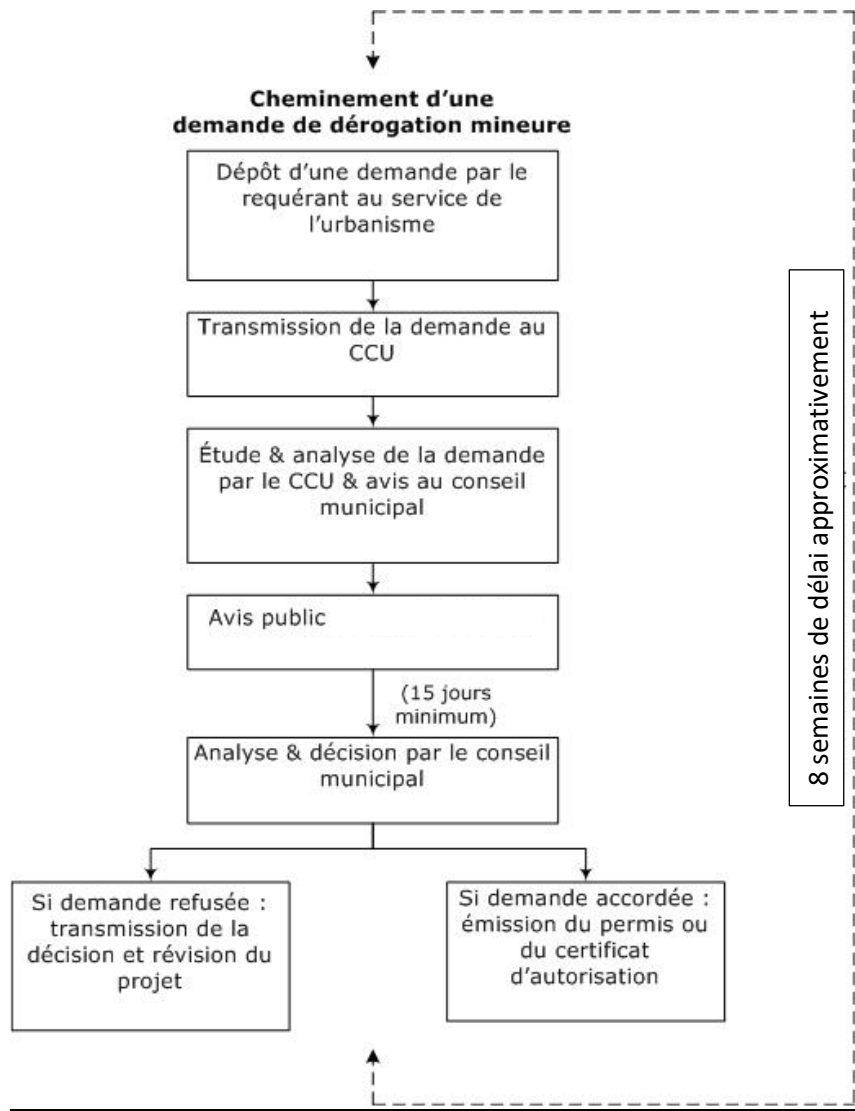 Cheminement d'une
demande de dérogation mineure
Dépôt d'une demande par le
requérant au service de
l'urbanisme
Transmission de la demande au
CCU
Étude & analyse de la demande
par le CCU & avis au conseil
municipal
Avis public
(15 jours
minimum)
Analyse & décision par le conseil
municipal
Si demande refusée :
transmission de la
décision et révision du
projet
Si demande accordée :
émission du permis ou
du certificat
d'autorisation
8 semaines de délai approximativement